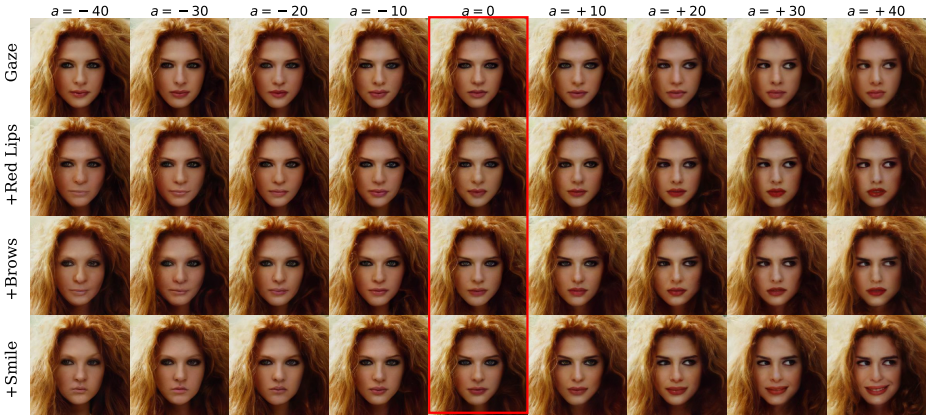 a = −40 a = −30 a = −20 a = −10 a = 0 a = +10 a = +20 a = +30 a = +40
Gaze
+Red Lips
+Brows
+Smile